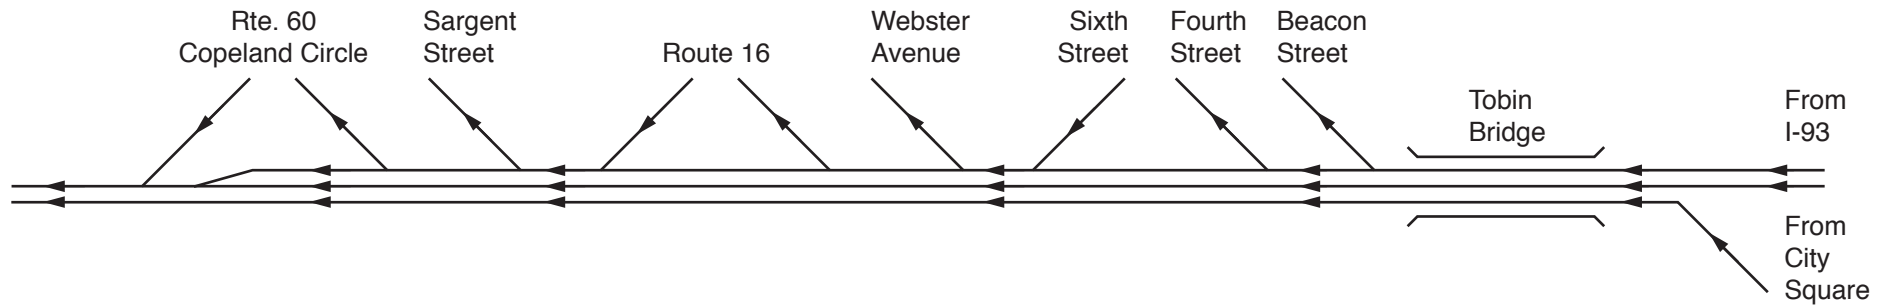 Rte. 60
Copeland Circle
Sargent
Street
Route 16
Webster
Avenue
Sixth
Street
Fourth
Street
Beacon
Street
Tobin
Bridge
From
I-93
From
City
Square